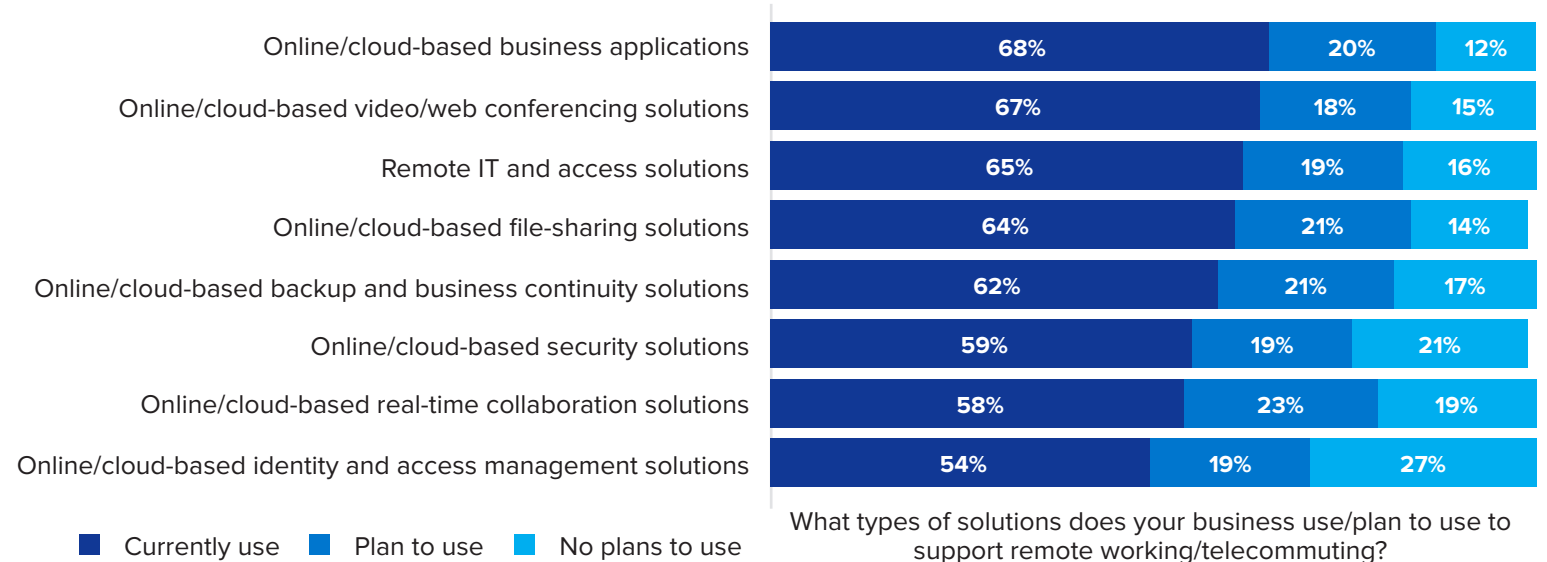 Online/cloud-based business applications 68% 20% 12%
Online/cloud-based video/web conferencing solutions 67% 18% 15%
Remote IT and access solutions 65% 19% 16%
Online/cloud-based file-sharing solutions 64% 21% 14%
Online/cloud-based backup and business continuity solutions 62% 21% 17%
Online/cloud-based security solutions 59% 19% 21%
Online/cloud-based real-time collaboration solutions 58% 23% 19%
Online/cloud-based identity and access management solutions 54% 19% 27%
Currently use Plan to use No plans to use
What types of solutions does your business use/plan to use to
support remote working/telecommuting?